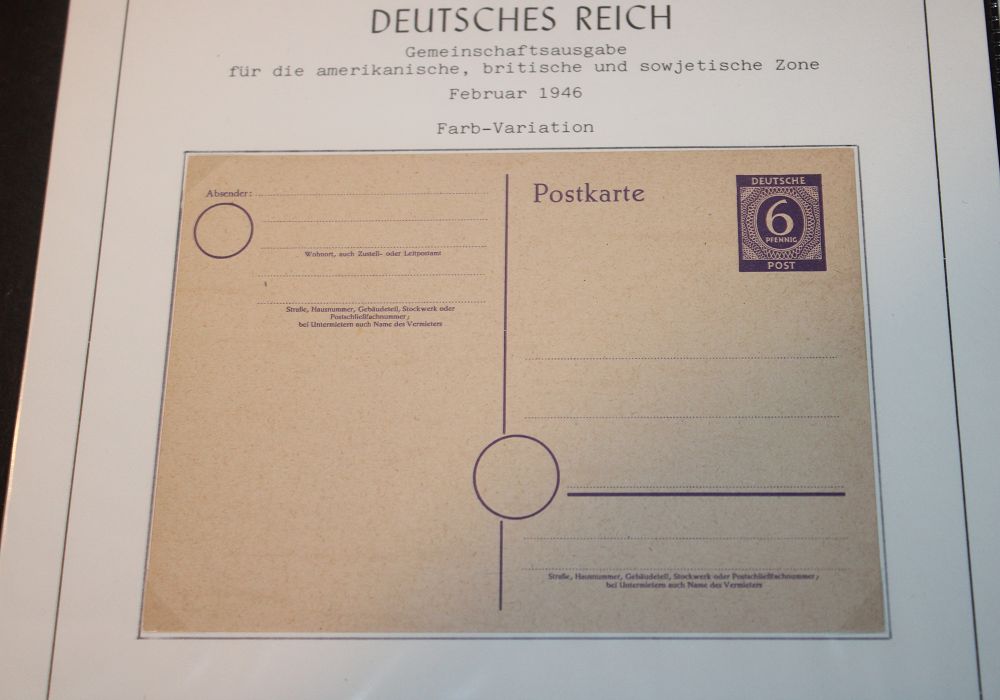 DEUTSCHES REICH
Gemeinschaftsausgabe
für die amerikanische, britische und sowjetische Zone
Februar 1946
Farb-Variation
Absender:
Wohnort, auch Zustell- oder Leitpostamt
Straße, Hausnummer, Gebäudeteil, Stockwerk oder
Postschließfachnummer;
bei Untermietern auch Name des Vermieters
Postkarte
DEUTSCHE
6
PFENNIG
POST
Straße, Hausnummer, Gebäudeteil, Stockwerk oder Postschließfachnummer;
bei Untermietern auch Name des Vermieters